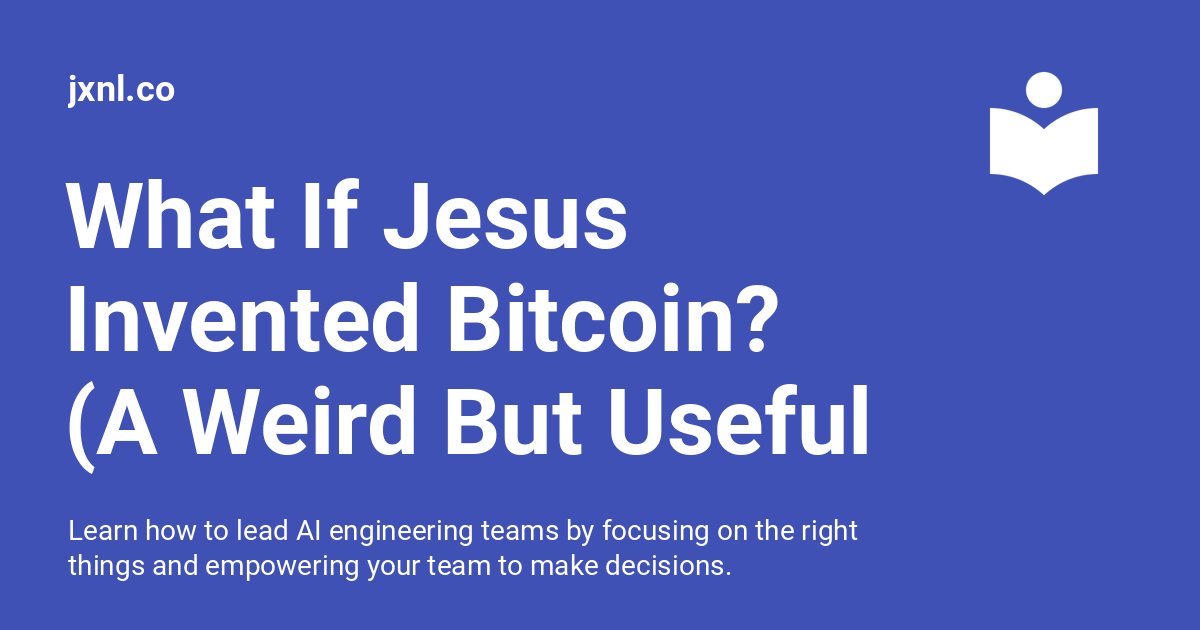 jxnl.co
What If Jesus
Invented Bitcoin?
(A Weird But Useful
Learn how to lead AI engineering teams by focusing on the right
things and empowering your team to make decisions.